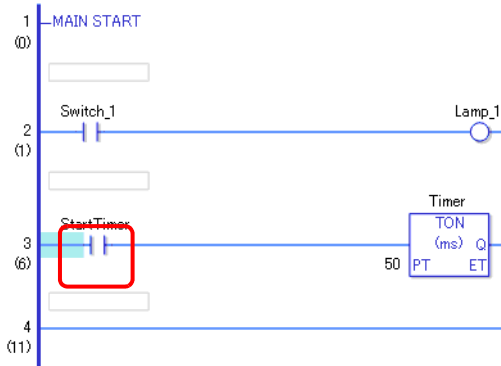 1 MAIN START
(0)
Switch_1 Lamp_1
2
(1)
Timer
StartTimer TON
3 (ms) Q
(6) 50 PT ET
4
(11)